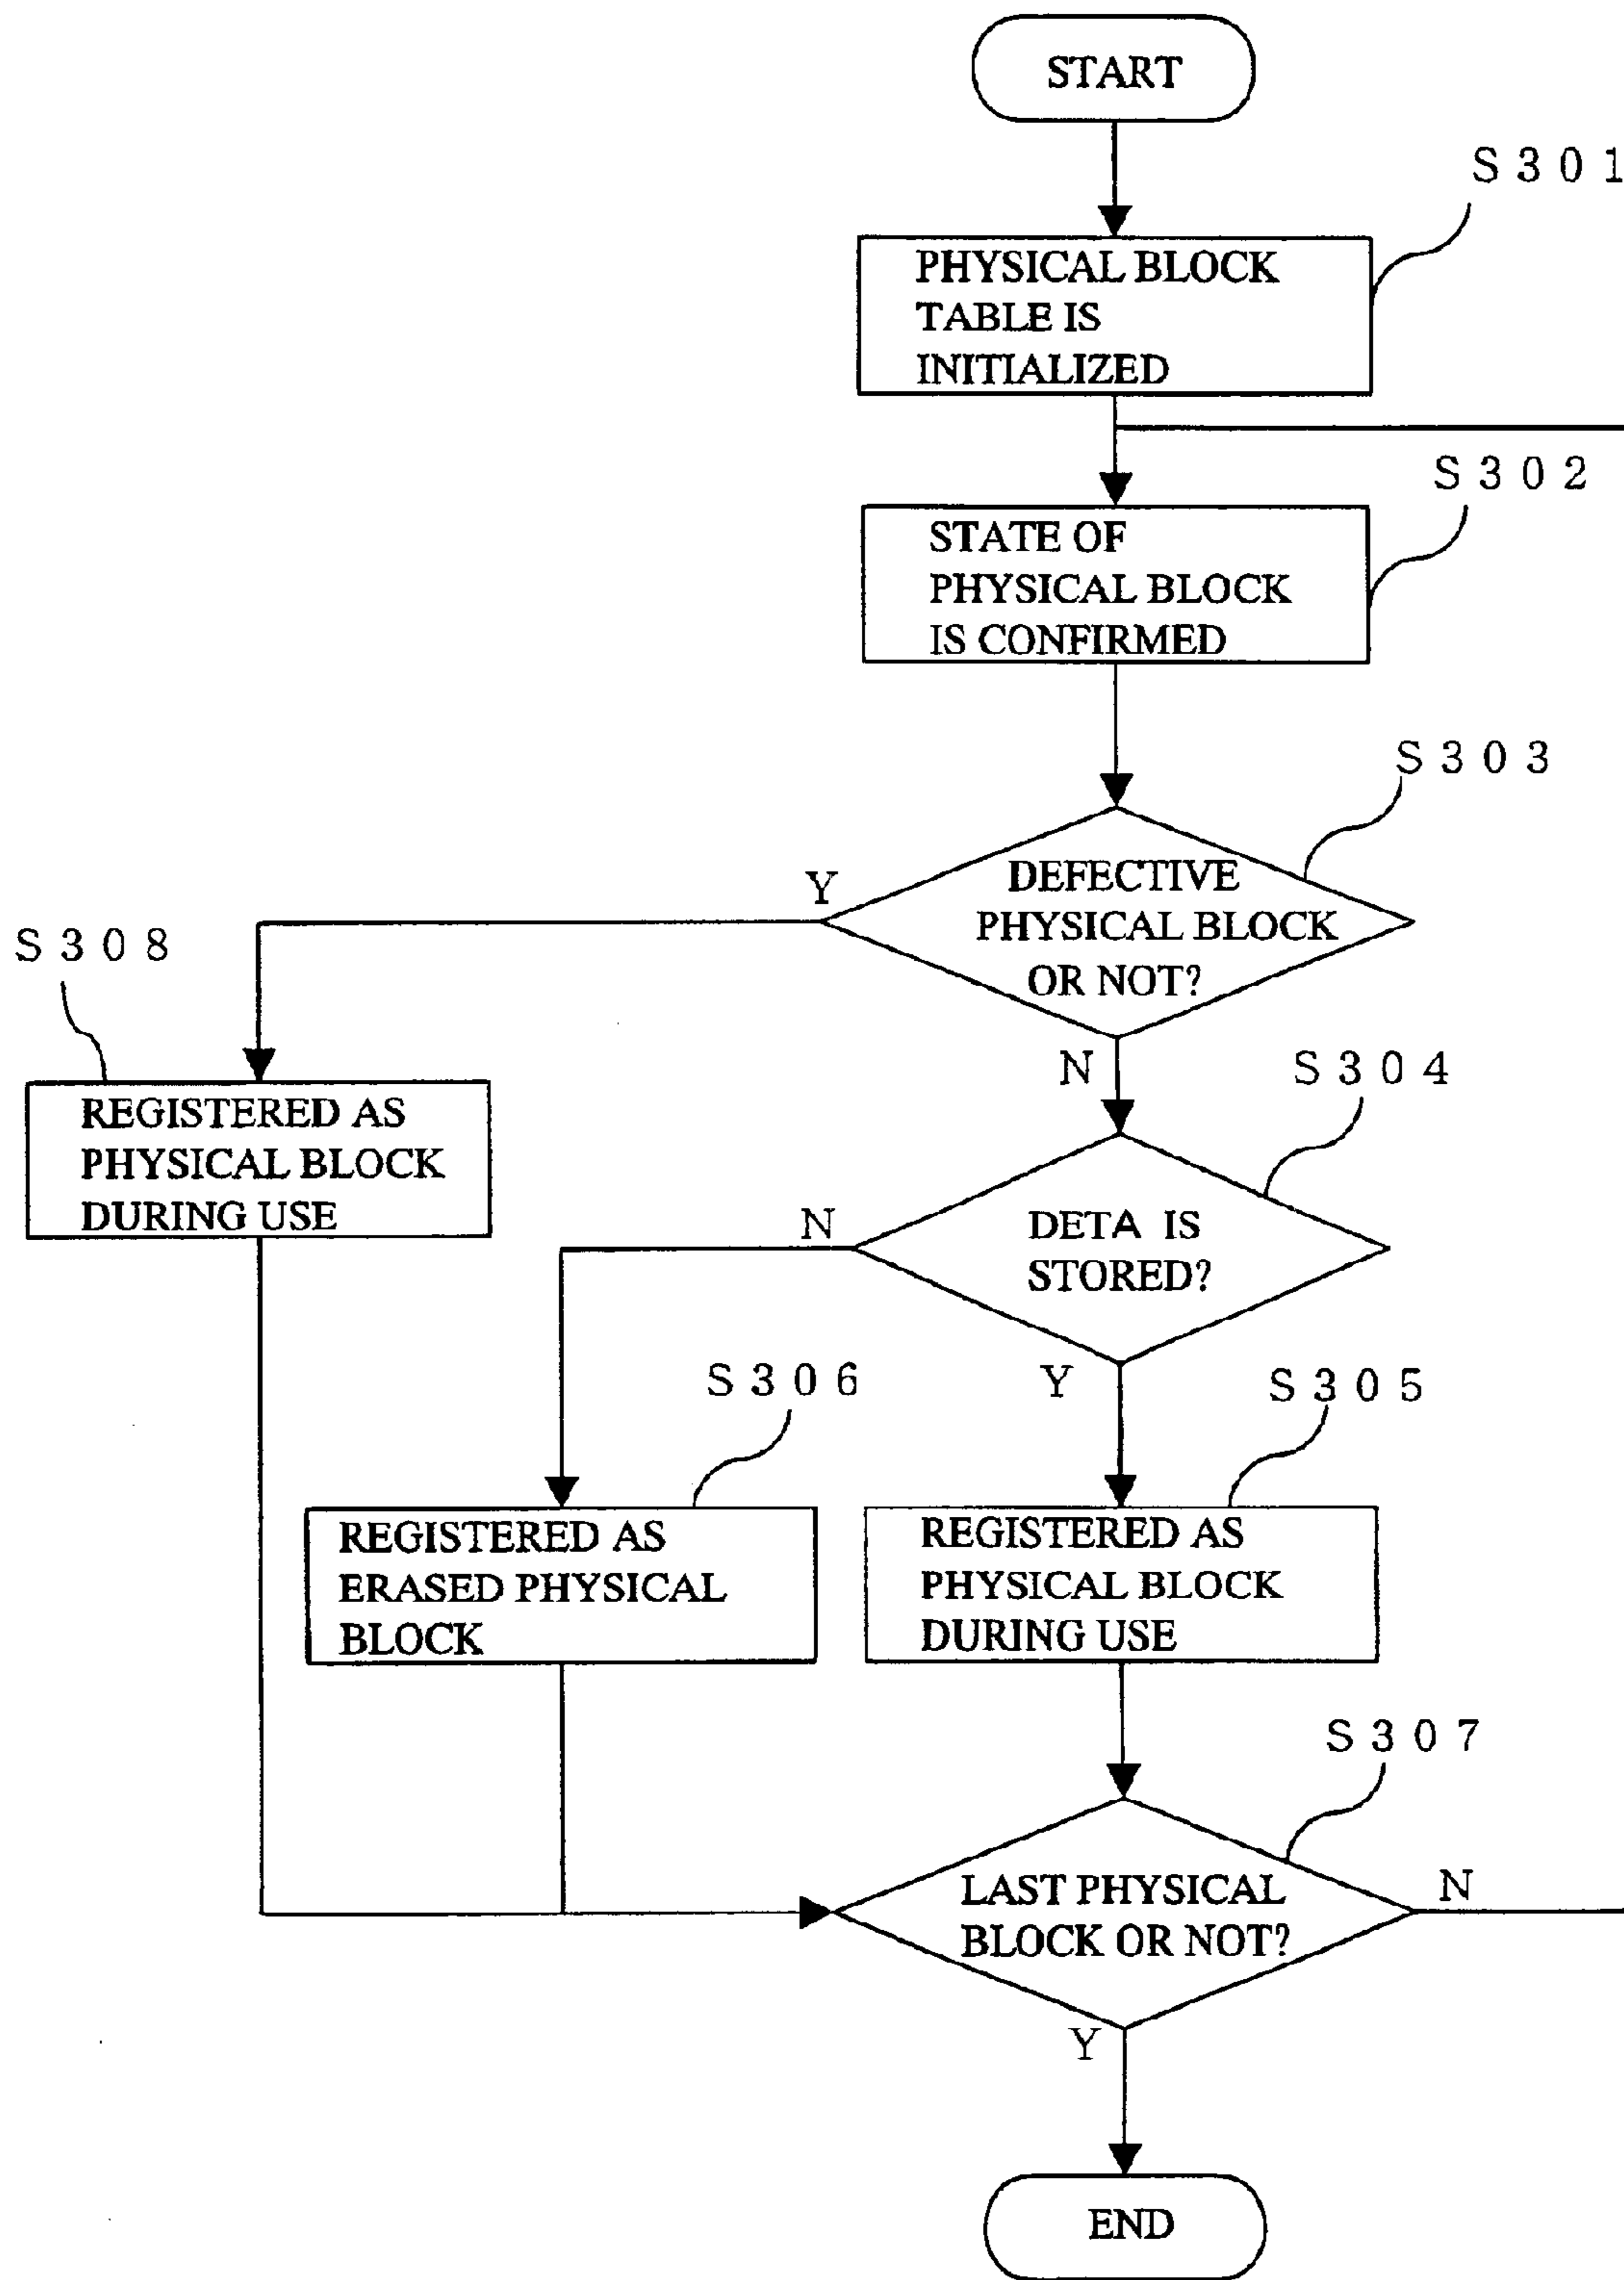 START
S301
PHYSICAL BLOCK
TABLE IS
INITIALIZED
S302
STATE OF
PHYSICAL BLOCK
IS CONFIRMED
S303
DEFECTIVE
PHYSICAL BLOCK
OR NOT?
Y
N
S308
REGISTERED AS
PHYSICAL BLOCK
DURING USE
S304
DETA IS
STORED?
N
Y
S306
REGISTERED AS
ERASED PHYSICAL
BLOCK
S305
REGISTERED AS
PHYSICAL BLOCK
DURING USE
S307
LAST PHYSICAL
BLOCK OR NOT?
N
Y
END